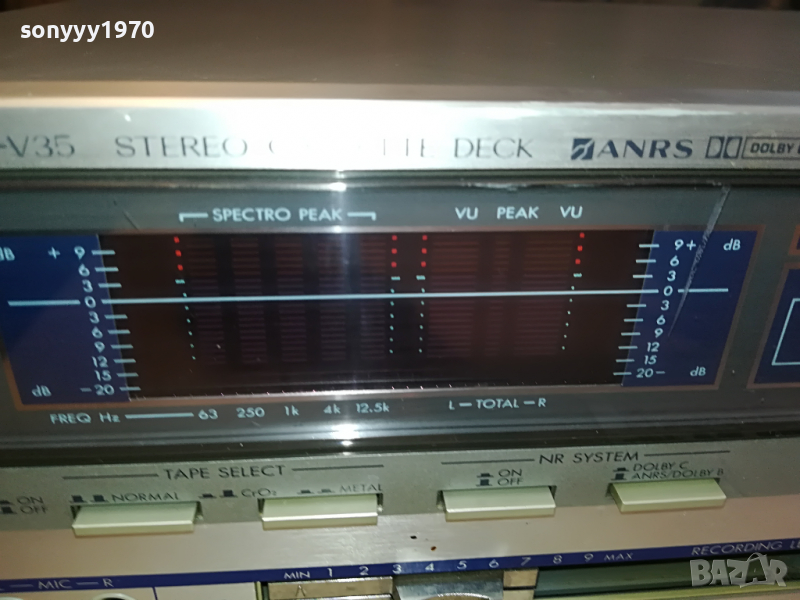 sonyyy1970
-V35 STEREO DECK ANRS DOLBY
SPECTRO PEAK VU PEAK VU
dB + 9 9 + dB
6 6
3 3
0 0
3 3
6 6
9 9
12 12
15 15
dB - 20 20 - dB
FREQ Hz 63 250 1k 4k 12.5k L - TOTAL - R
TAPE SELECT NR SYSTEM
ON NORMAL CrO₂ METAL ON DOLBY C
OFF OFF ANRS/DOLBY B
MIC - R MIN 1 2 3 4 5 6 7 8 9 MAX RECORDING
BAZAR